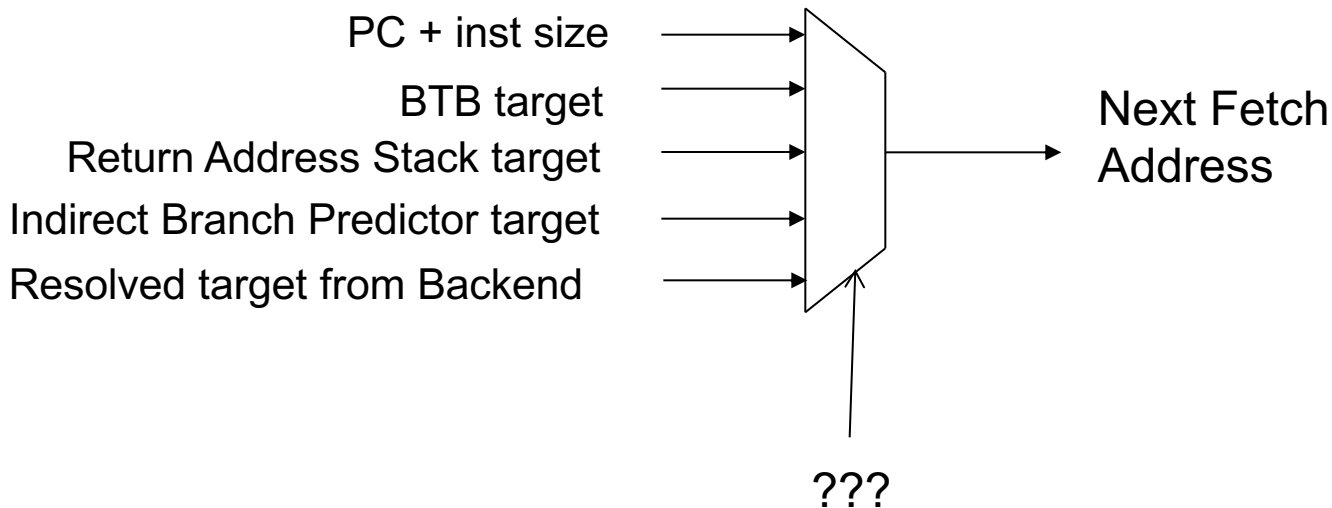 PC + inst size
BTB target
Return Address Stack target
Indirect Branch Predictor target
Resolved target from Backend
Next Fetch
Address
???